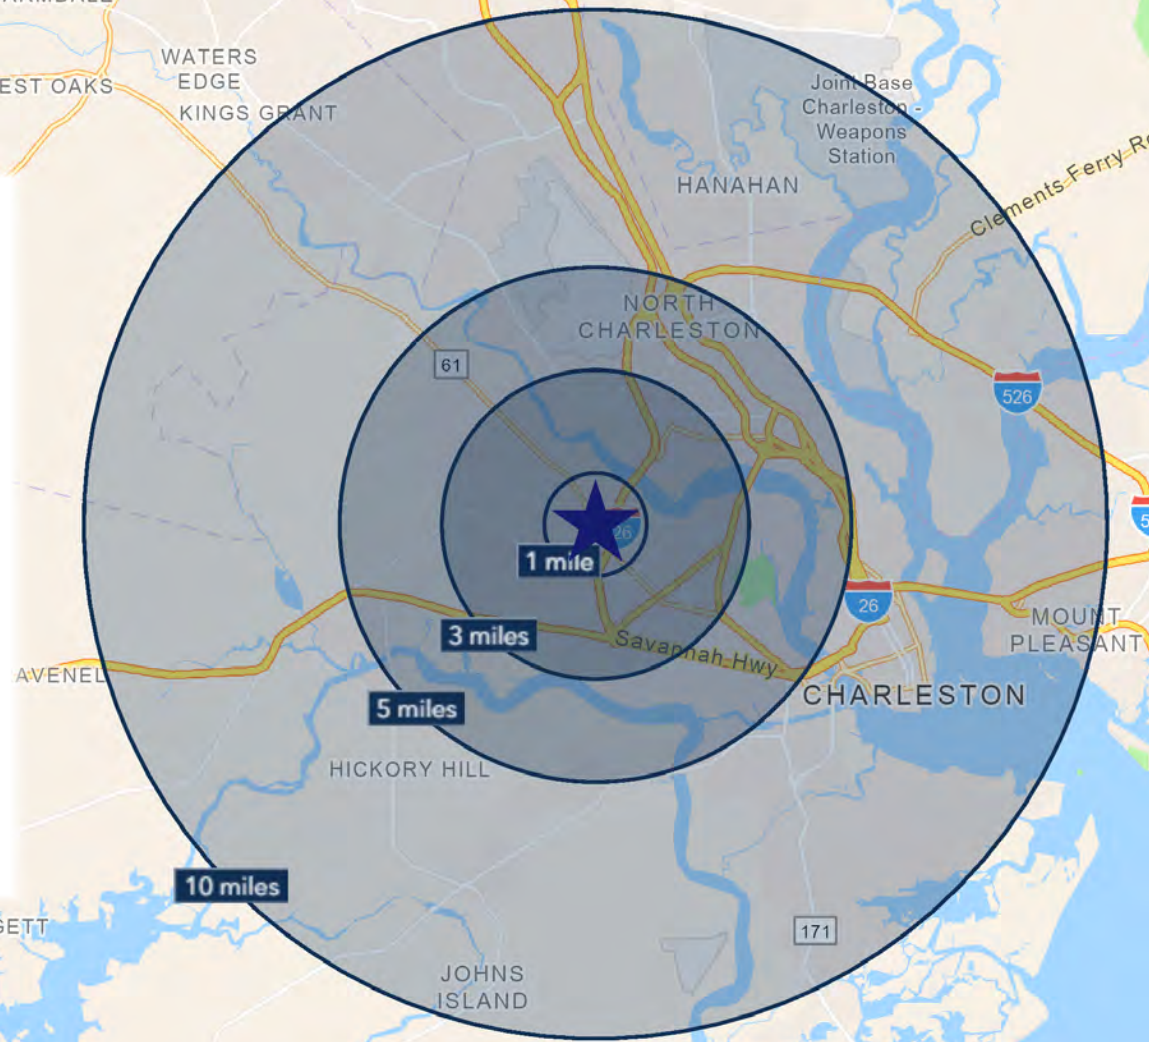 WATERS
EDGE
EST OAKS
KINGS GRANT
Joint Base
Charleston -
Weapons
Station
HANAHAN
Clements Ferry
NORTH
CHARLESTON
61
526
26
1 mile
26
3 miles
Savannah Hwy
MOUNT
PLEASANT
AVENEL
5 miles
CHARLESTON
HICKORY HILL
10 miles
171
JOHNS
ISLAND